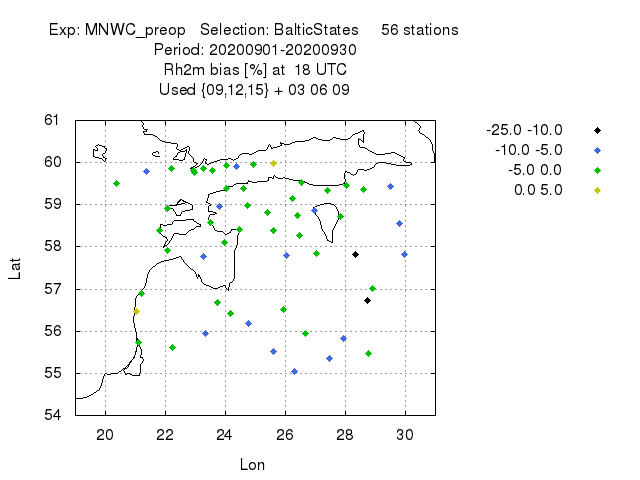 Exp: MNWC_preop Selection: BalticStates 56 stations
Period: 20200901-20200930
Rh2m bias [%] at 18 UTC
Used {09,12,15} + 03 06 09
61
60
59
58
57
56
55
54
Lat
20 22 24 26 28 30
Lon
-25.0 -10.0
-10.0 -5.0
-5.0 0.0
0.0 5.0